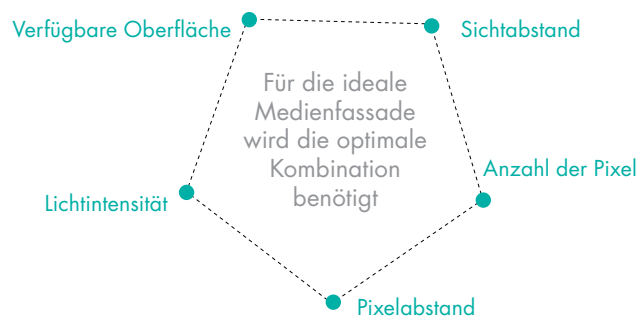 Verfügbare Oberfläche
Sichtabstand
Für die ideale
Medienfassade
wird die optimale
Kombination
benötigt
Anzahl der Pixel
Lichtintensität
Pixelabstand